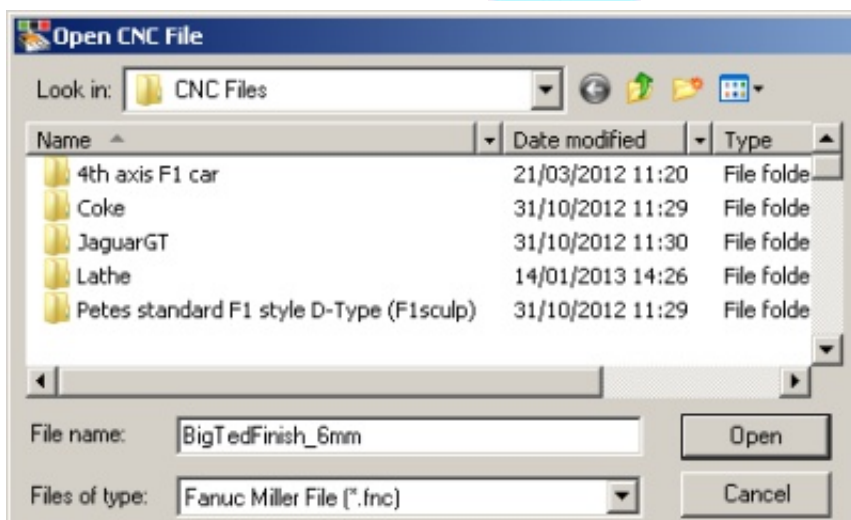 Open CNC File
Look in: CNC Files
Name Date modified Type
4th axis F1 car 21/03/2012 11:20 File folde
Coke 31/10/2012 11:29 File folde
JaguarGT 31/10/2012 11:30 File folde
Lathe 14/01/2013 14:26 File folde
Petes standard F1 style D-Type (F1sculp) 31/10/2012 11:29 File folde
File name: BigTedFinish_6mm Open
Files of type: Fanuc Miller File (*.fnc) Cancel